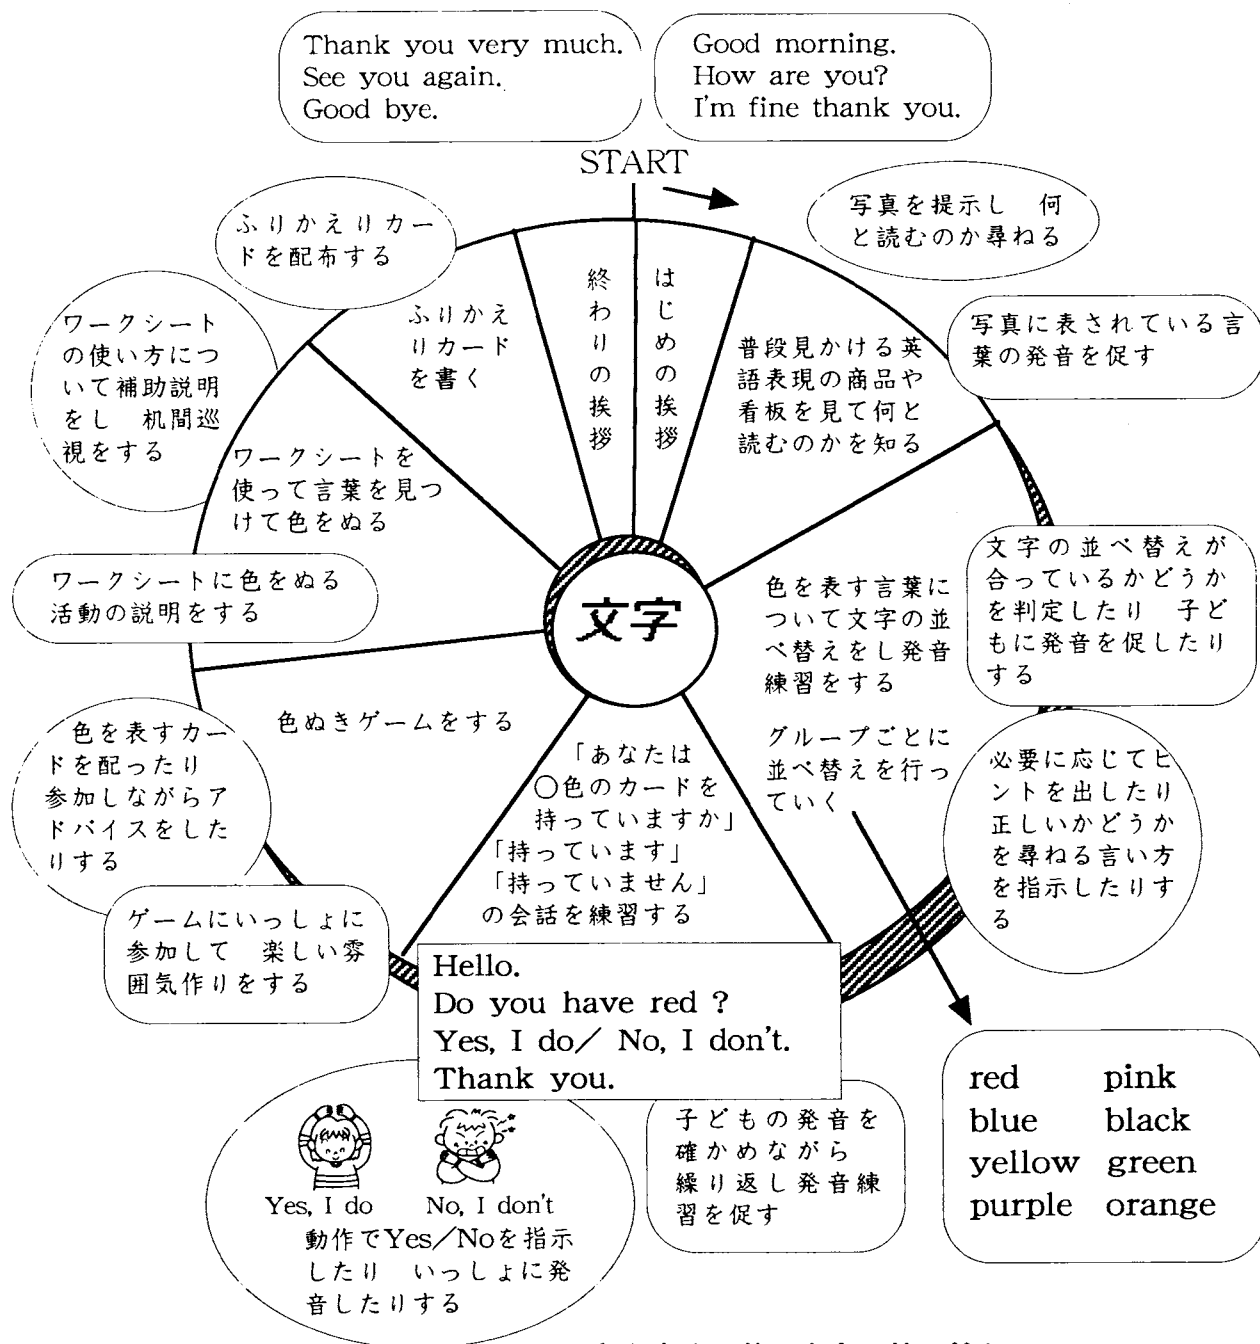 Thank you very much.
See you again.
Good bye.
Good morning.
How are you?
I'm fine thank you.
START
写真を提示し 何
と読むのか尋ねる
ふりかえりカー
ドを配布する
はじめの挨拶
終わりの挨拶
普段見かける英
語表現の商品や
看板を見て何と
読むのかを知る
写真に表されている言
葉の発音を促す
ふりかえ
りカード
を書く
ワークシート
の使い方につ
いて補助説明
をし 机間巡
視をする
ワークシートを
使って言葉を見つ
けて色をぬる
ワークシートに色をぬる
活動の説明をする
文字
色を表す言葉に
ついて文字の並
べ替えをし発音
練習をする
グループごとに
並べ替えを行っ
ていく
文字の並べ替えが
合っているかどうか
を判定したり 子ど
もに発音を促したり
する
必要に応じてヒ
ントを出したり
正しいかどうか
を尋ねる言い方
を指示したりす
る
色ぬきゲームをする
色を表すカー
ドを配ったり
参加しながらア
ドバイスをした
りする
ゲームにいっしょに
参加して 楽しい雰
囲気作りをする
「あなたは
〇色のカードを
持っていますか」
「持っています」
「持っていません」
の会話を練習する
Hello.
Do you have red ?
Yes, I do/ No, I don't.
Thank you.
Yes, I do No, I don't
動作でYes/Noを指示
したり いっしょに発
音したりする
子どもの発音を
確かめながら
繰り返し発音練
習を促す
red pink
blue black
yellow green
purple orange